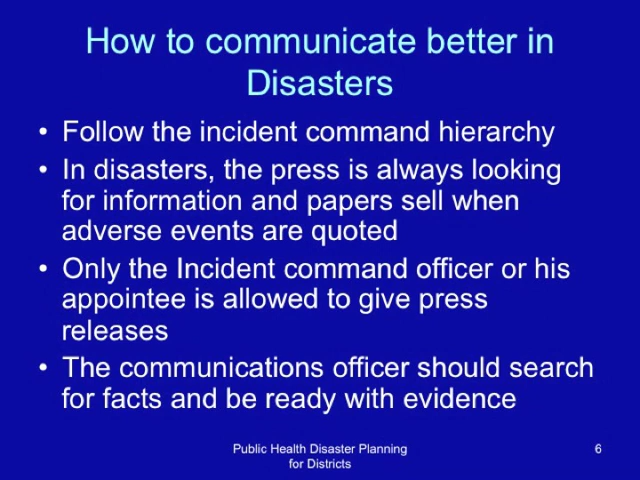 How to communicate better in
Disasters
• Follow the incident command hierarchy
• In disasters, the press is always looking
for information and papers sell when
adverse events are quoted
• Only the Incident command officer or his
appointee is allowed to give press
releases
• The communications officer should search
for facts and be ready with evidence
Public Health Disaster Planning
for Districts
6